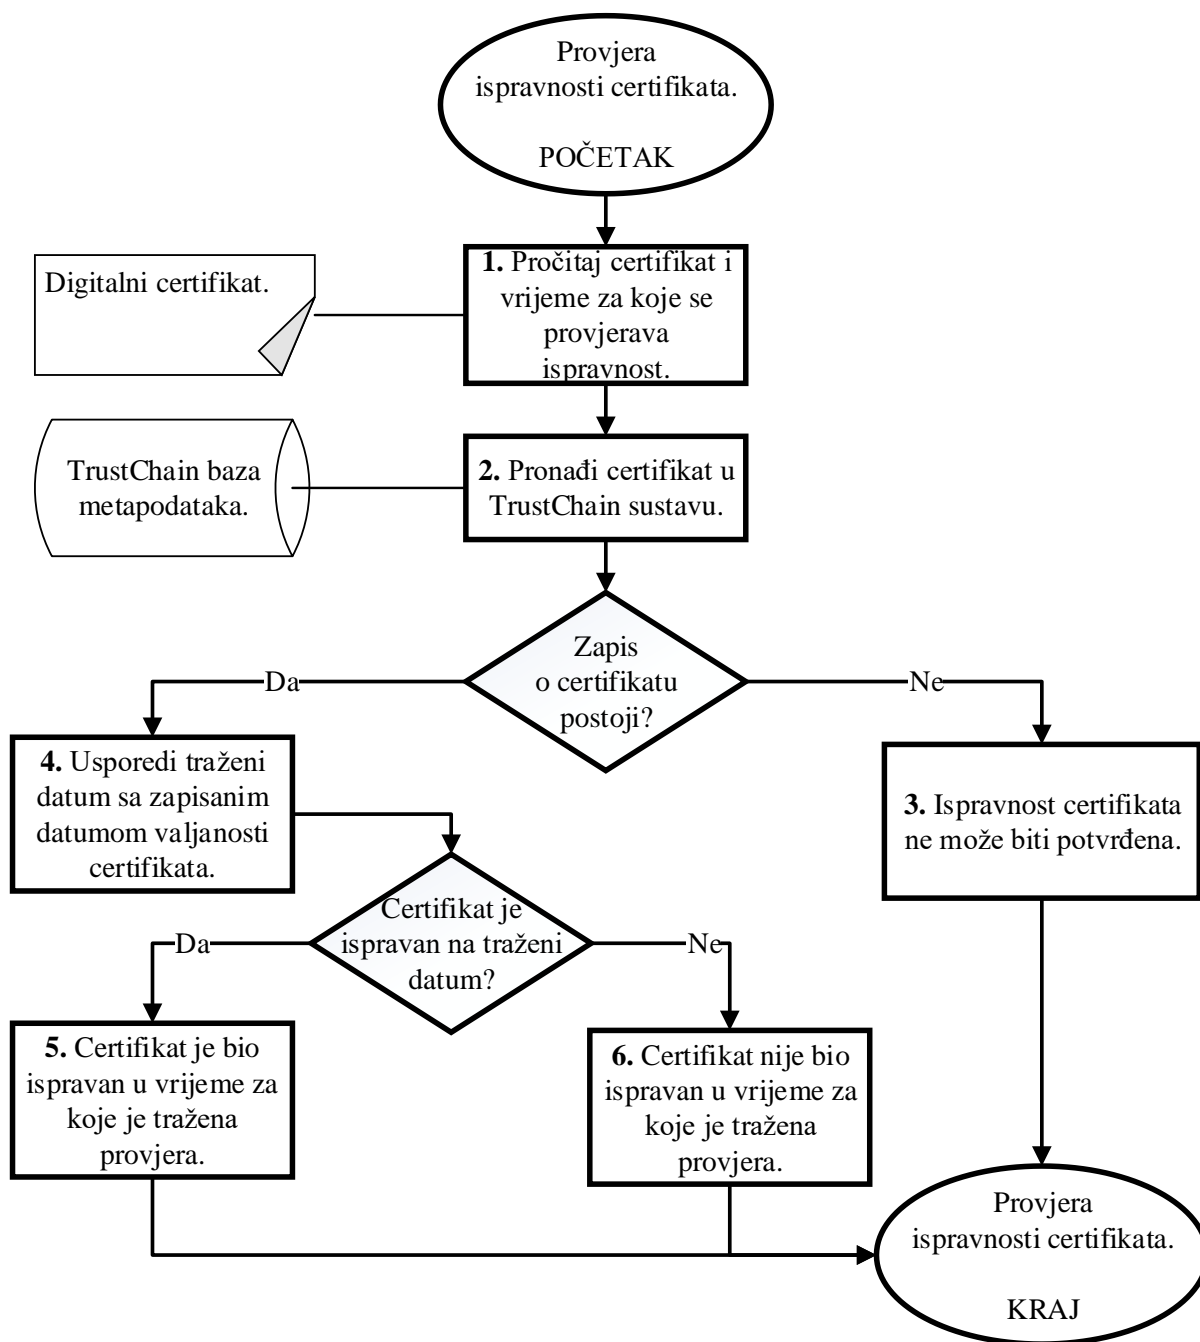 Provjera
ispravnosti certifikata.
POČETAK
Digitalni certifikat.
1. Pročitaj certifikat i
vrijeme za koje se
provjerava
ispravnost.
TrustChain baza
metapodataka.
2. Pronađi certifikat u
TrustChain sustavu.
Zapis
o certifikatu
postoji?
Da
Ne
4. Usporedi traženi
datum sa zapisanim
datumom valjanosti
certifikata.
3. Ispravnost certifikata
ne može biti potvrđena.
Certifikat je
ispravan na traženi
datum?
Da
Ne
5. Certifikat je bio
ispravan u vrijeme za
koje je tražena
provjera.
6. Certifikat nije bio
ispravan u vrijeme za
koje je tražena
provjera.
Provjera
ispravnosti certifikata.
KRAJ